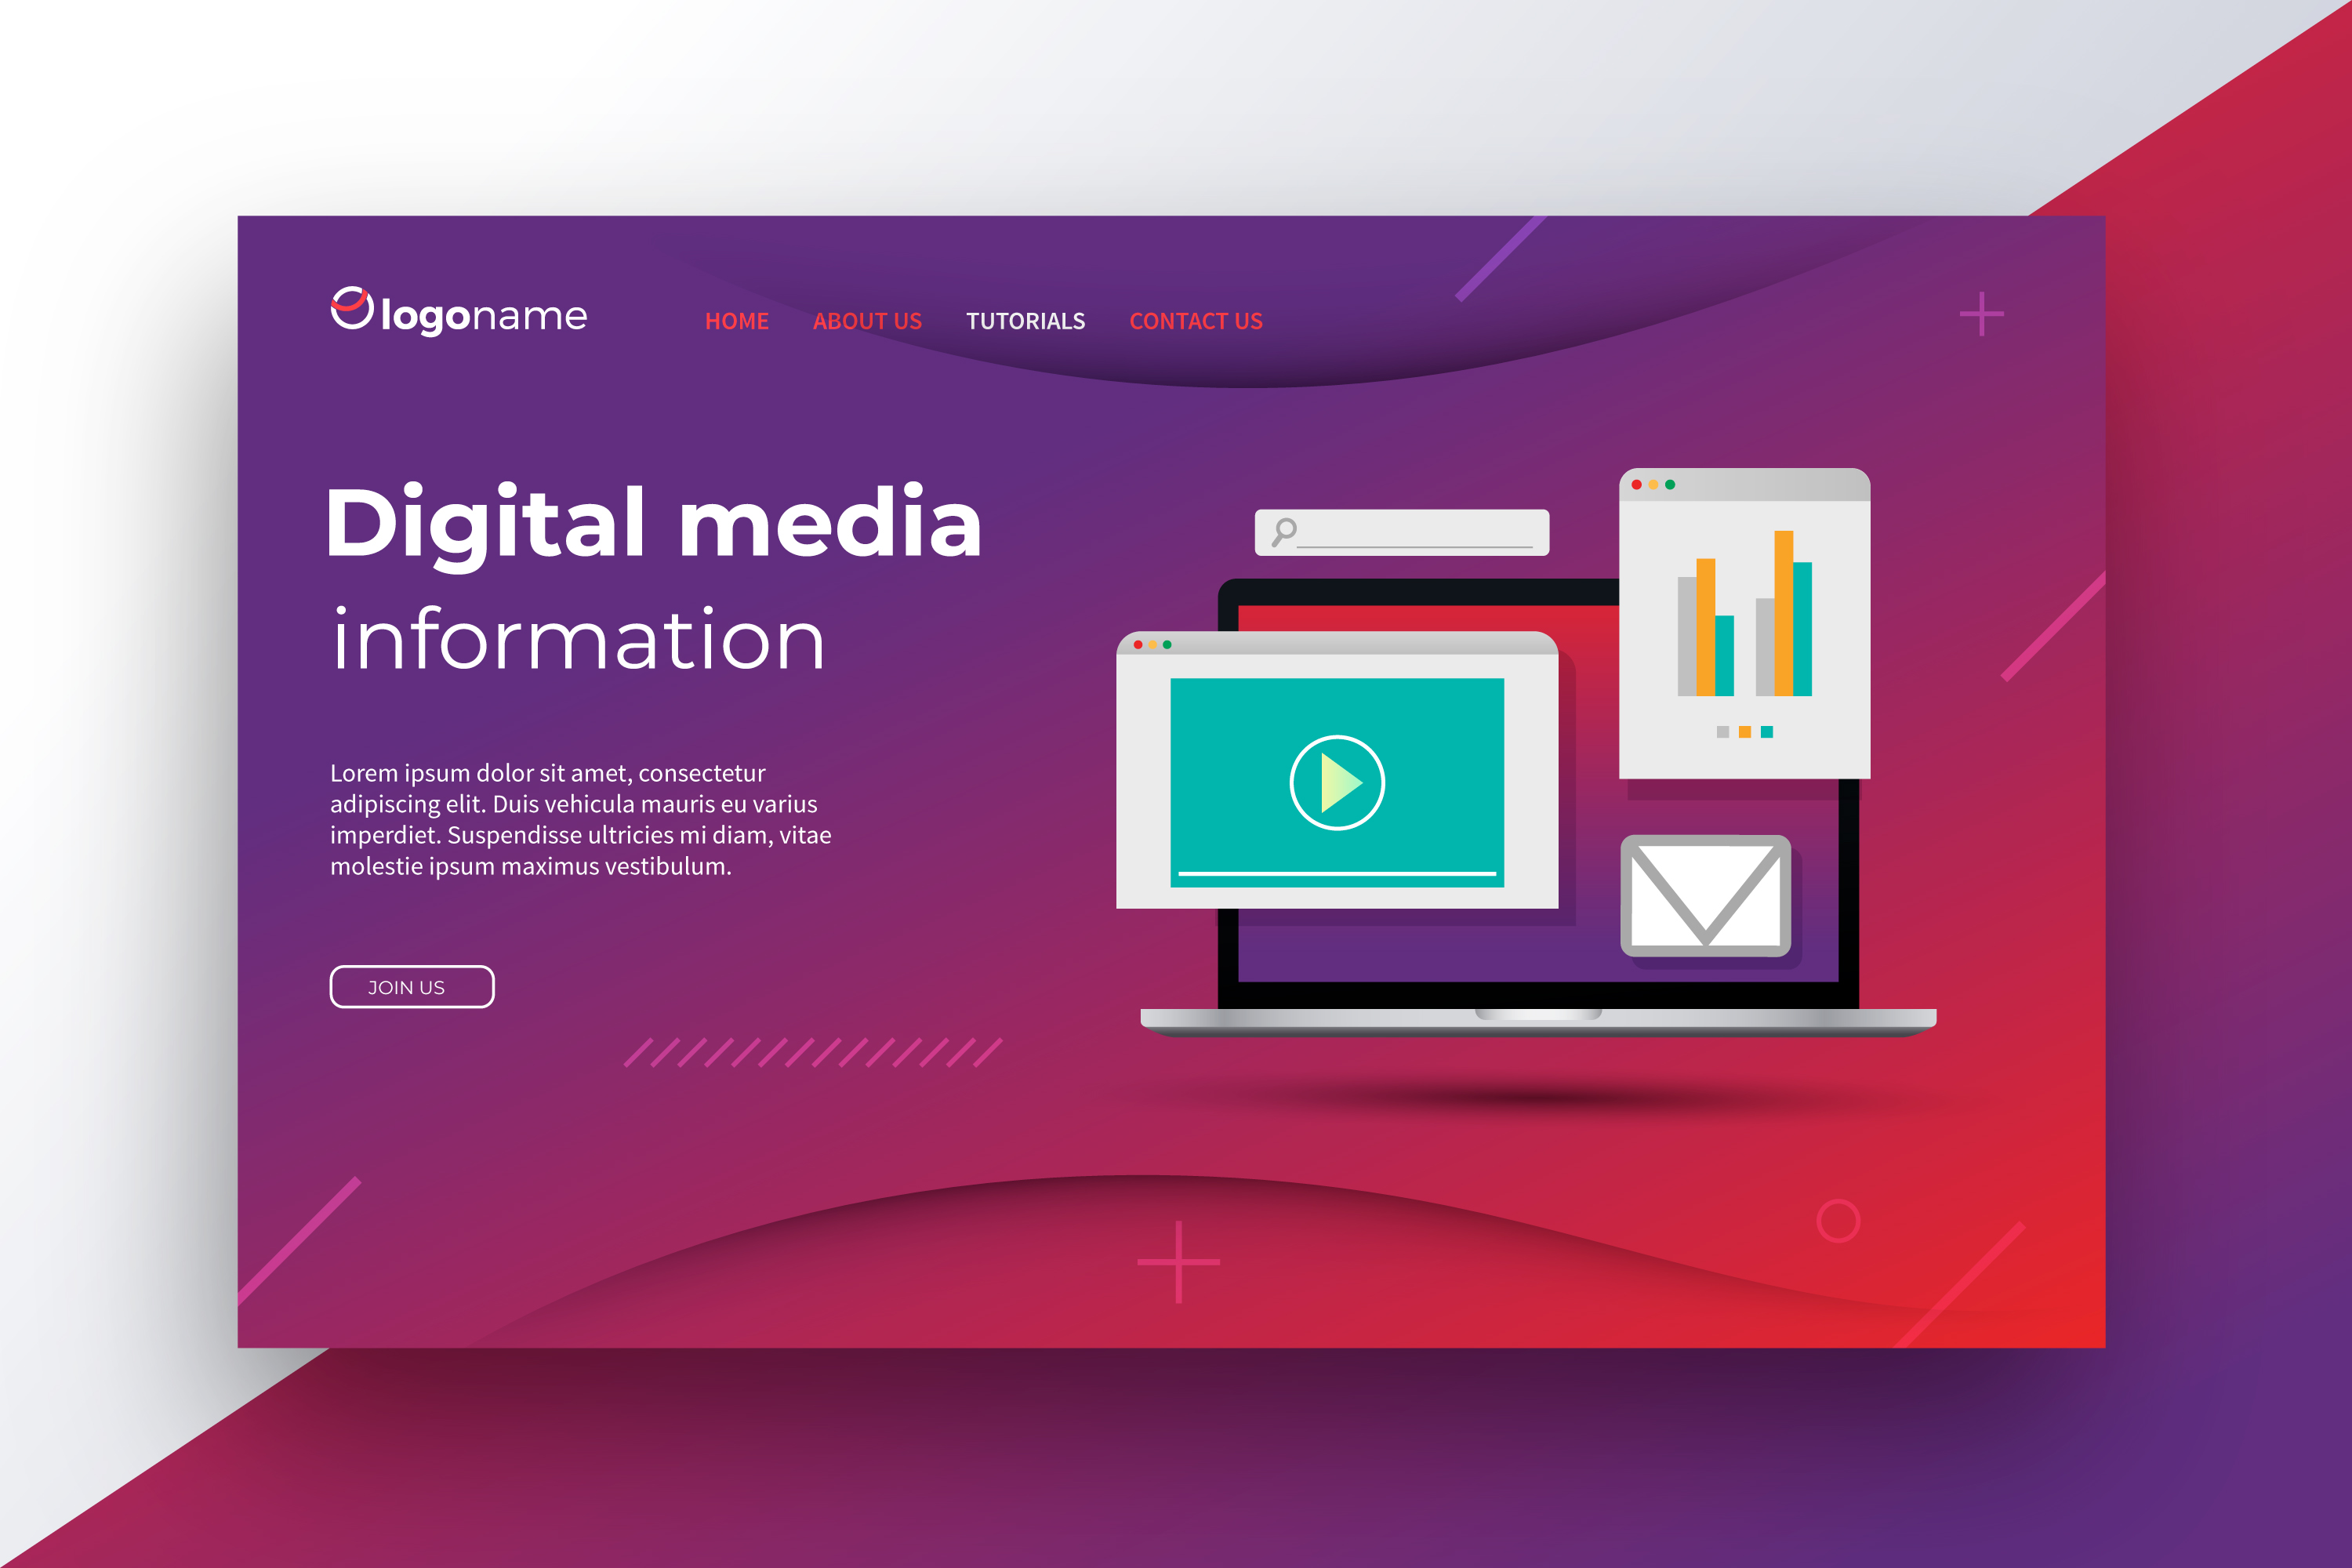 logoname
HOME ABOUT US TUTORIALS CONTACT US
Digital media
information
Lorem ipsum dolor sit amet, consectetur
adipiscing elit. Duis vehicula mauris eu varius
imperdiet. Suspendisse ultricies mi diam, vitae
molestie ipsum maximus vestibulum.
JOIN US